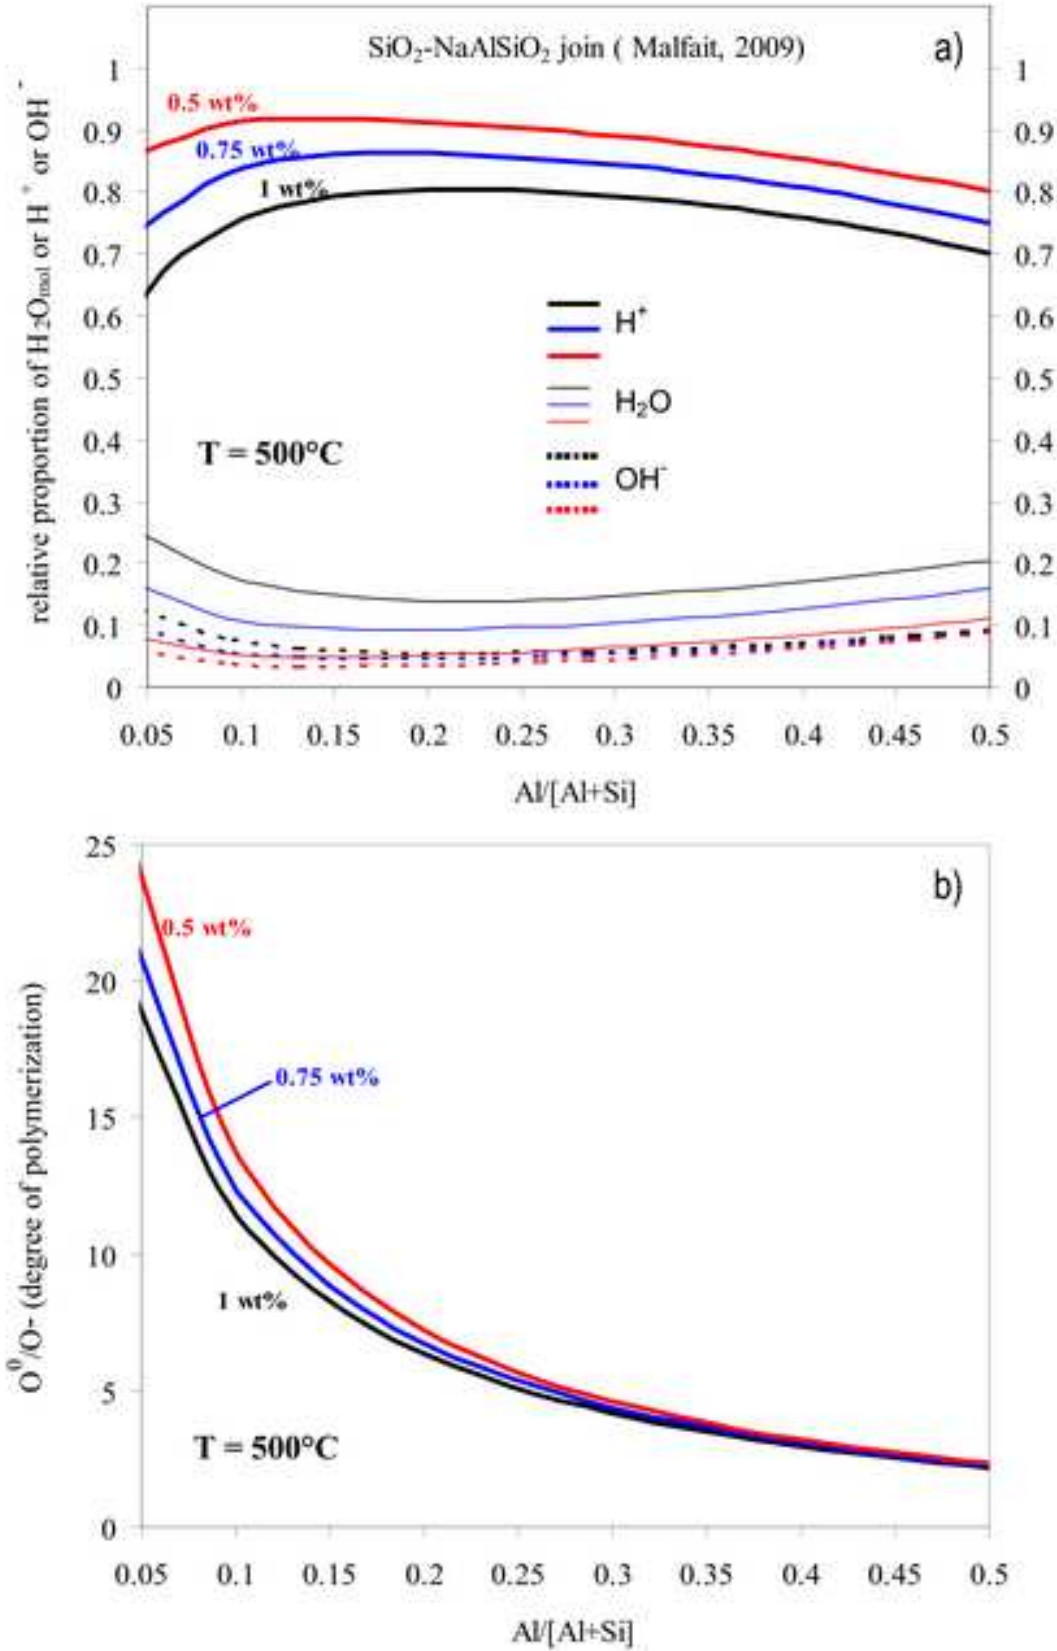 SiO2-NaAlSiO2 join ( Malfait, 2009)
a)
relative proportion of H2Omol or H+ or OH-
1
0.9
0.8
0.7
0.6
0.5
0.4
0.3
0.2
0.1
0
1
0.9
0.8
0.7
0.6
0.5
0.4
0.3
0.2
0.1
0
0.5 wt%
0.75 wt%
1 wt%
H+
H2O
OH-
T = 500°C
0.05 0.1 0.15 0.2 0.25 0.3 0.35 0.4 0.45 0.5
Al/[Al+Si]
b)
O0/O- (degree of polymerization)
25
20
15
10
5
0
0.5 wt%
0.75 wt%
1 wt%
T = 500°C
0.05 0.1 0.15 0.2 0.25 0.3 0.35 0.4 0.45 0.5
Al/[Al+Si]